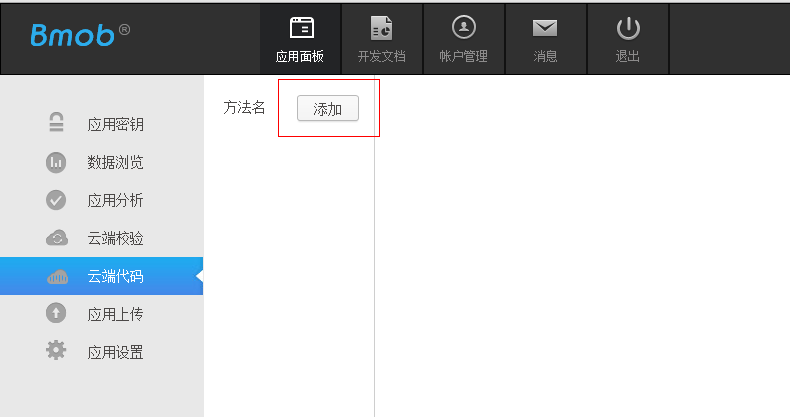 Bmob®
应用面板
开发文档
帐户管理
消息
退出
应用密钥
数据浏览
应用分析
云端校验
云端代码
应用上传
应用设置
方法名
添加